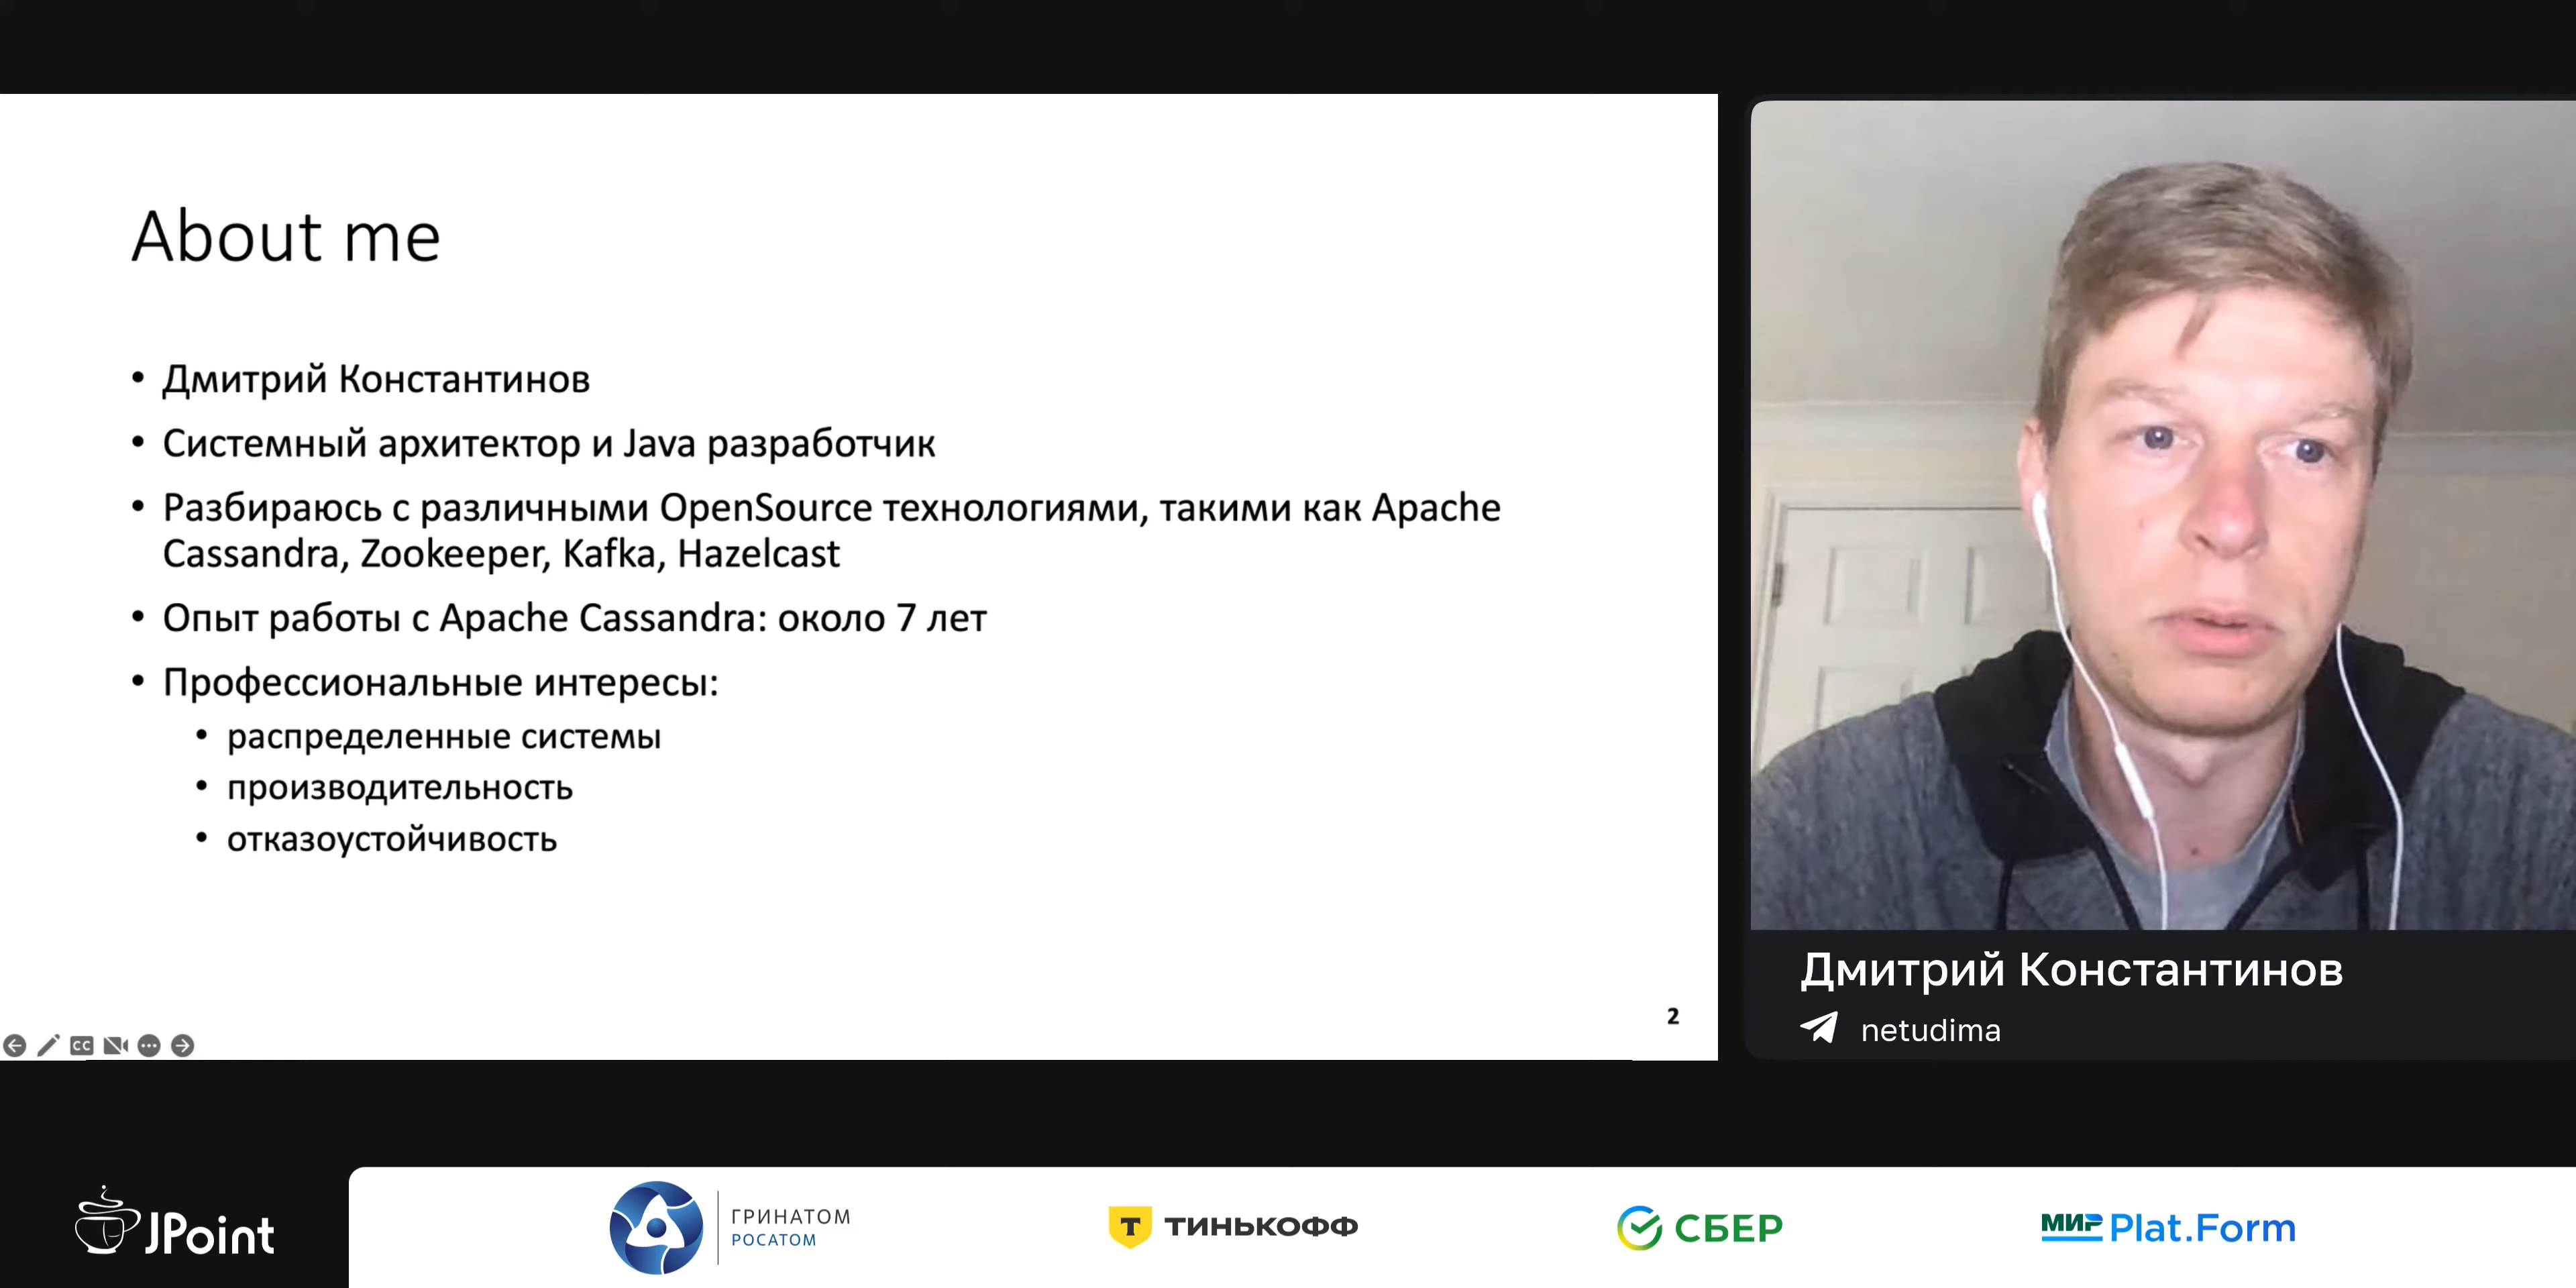 About me
• Дмитрий Константинов
• Системный архитектор и Java разработчик
• Разбираюсь с различными OpenSource технологиями, такими как Apache
Cassandra, Zookeeper, Kafka, Hazelcast
• Опыт работы с Apache Cassandra: около 7 лет
• Профессиональные интересы:
• распределенные системы
• производительность
• отказоустойчивость
2
CC
Дмитрий Константинов
netudima
JPoint
ГРИНАТОМ
РОСАТОМ
Т ТИНЬКОФФ
СБЕР
МИР Plat.Form